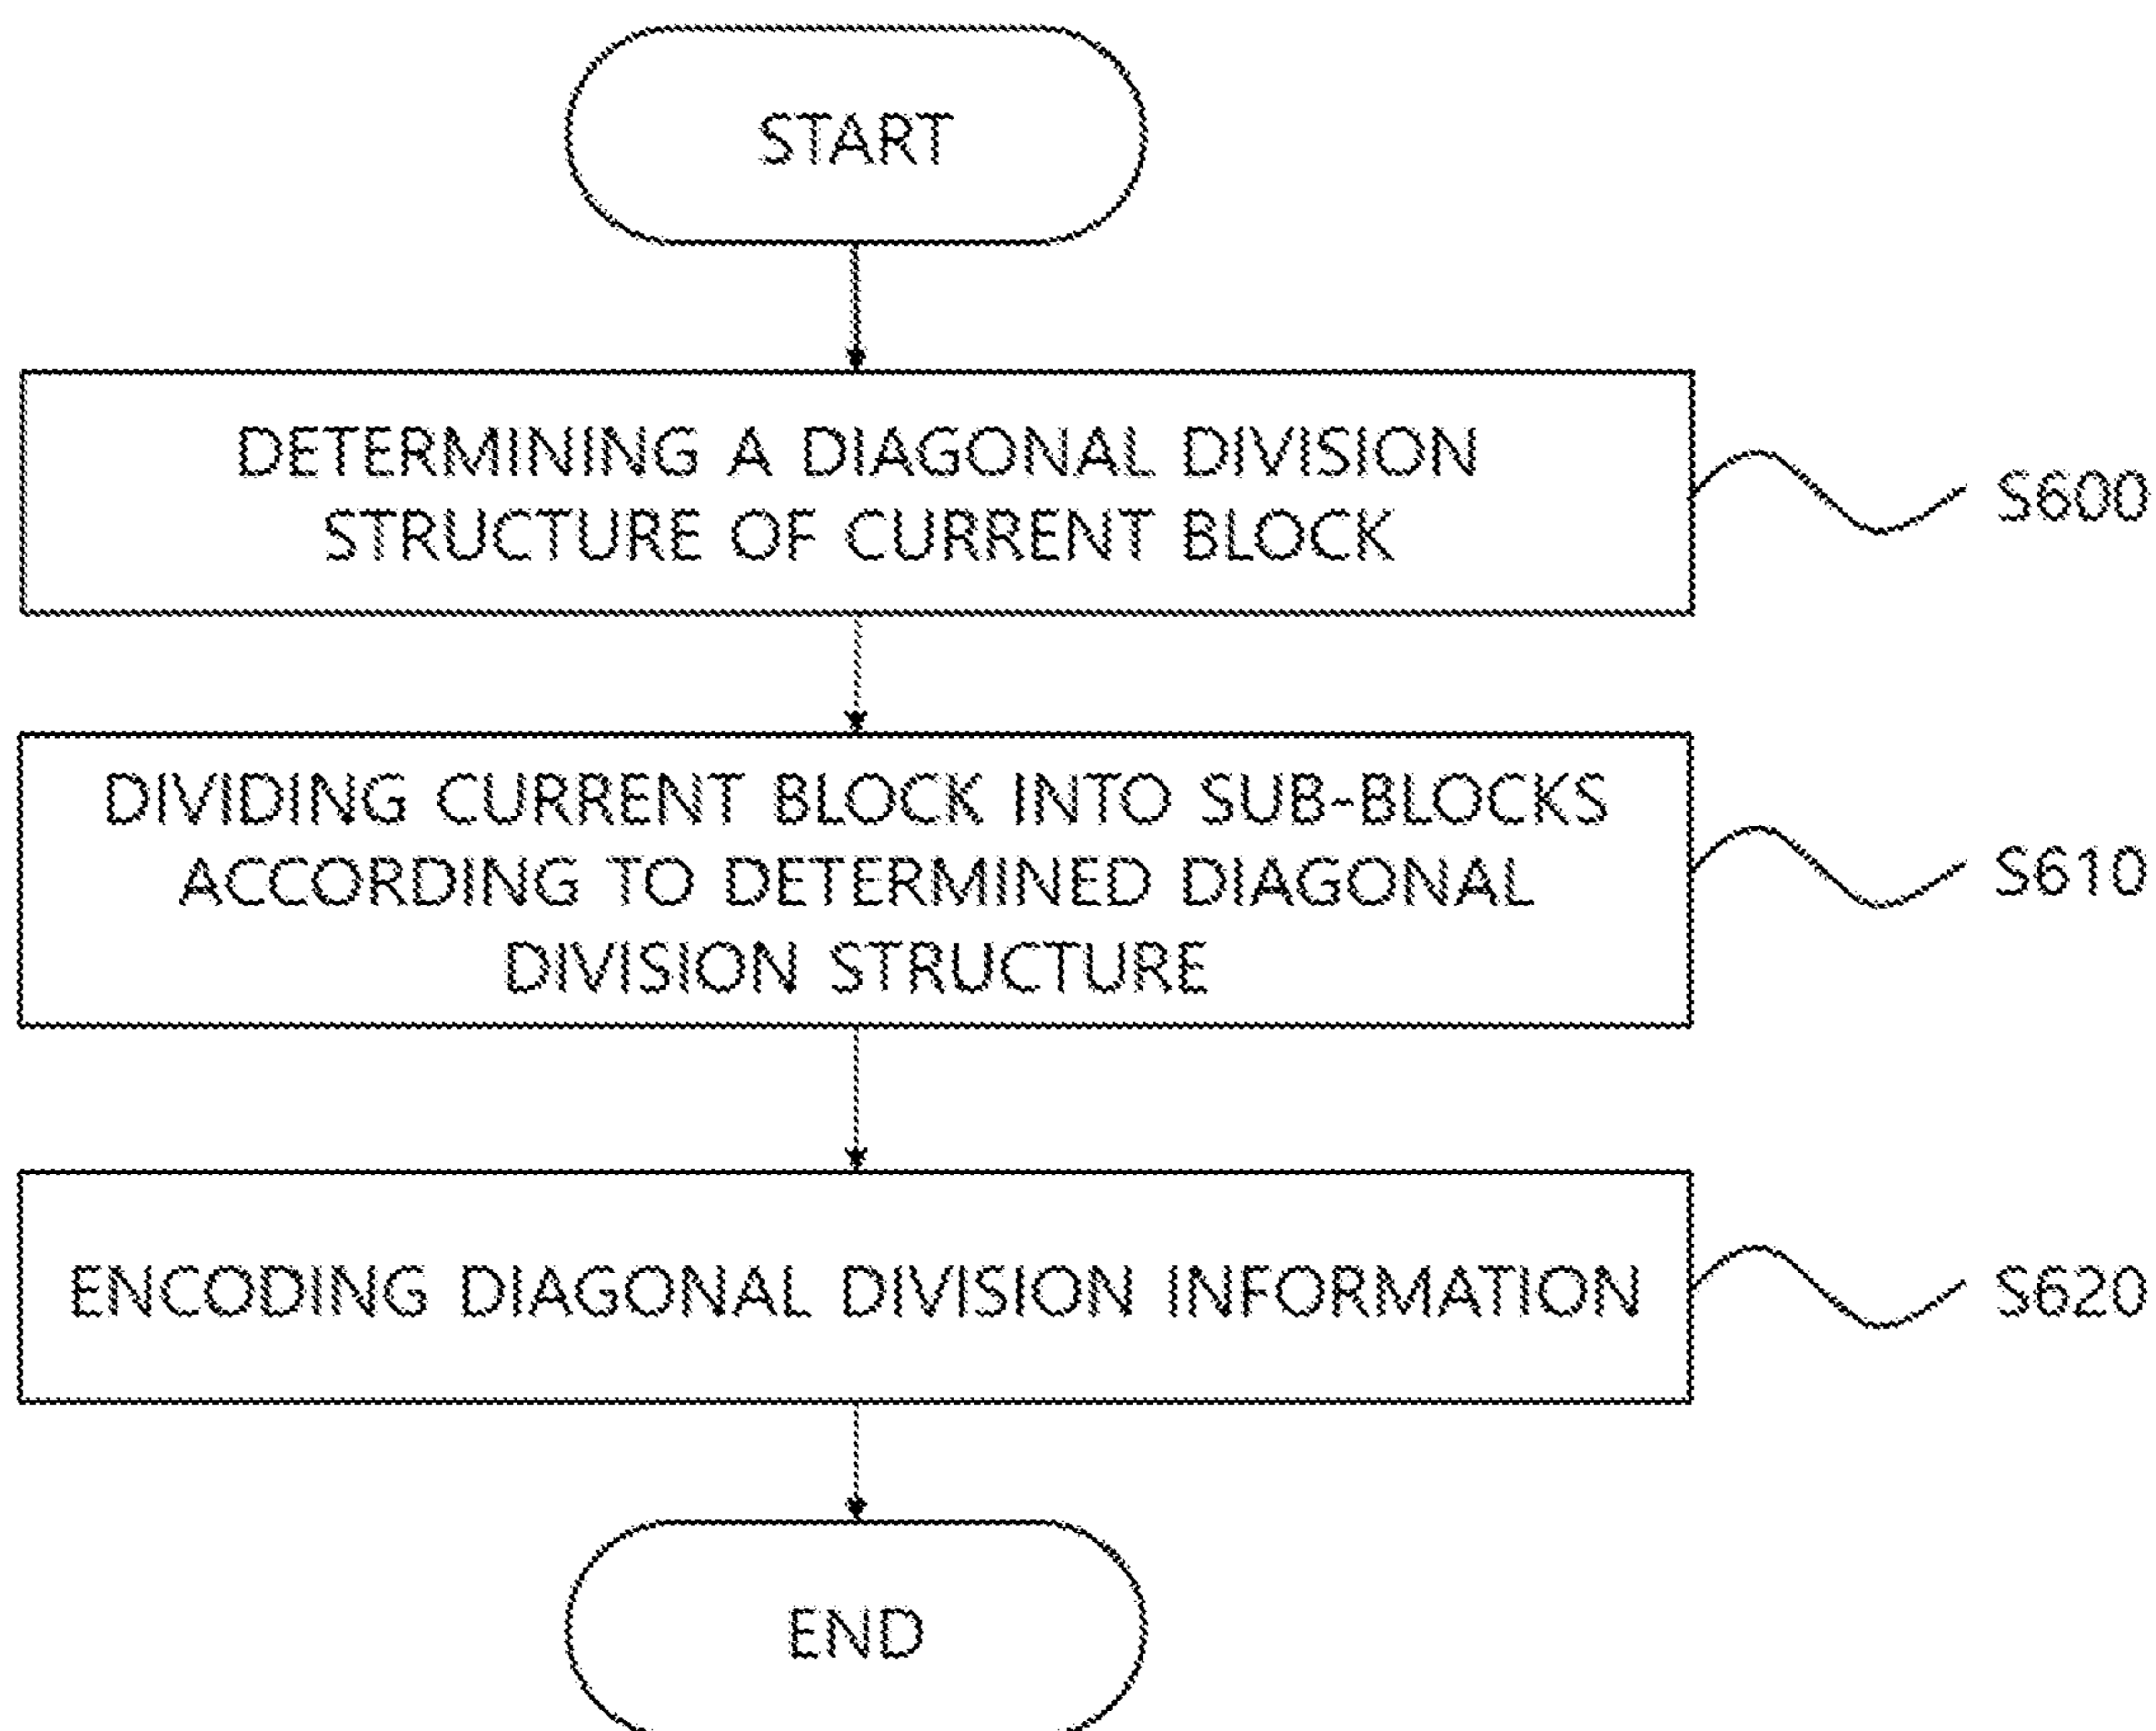 START
DETERMINING A DIAGONAL DIVISION
STRUCTURE OF CURRENT BLOCK
S600
DIVIDING CURRENT BLOCK INTO SUB-BLOCKS
ACCORDING TO DETERMINED DIAGONAL
DIVISION STRUCTURE
S610
ENCODING DIAGONAL DIVISION INFORMATION
S620
END